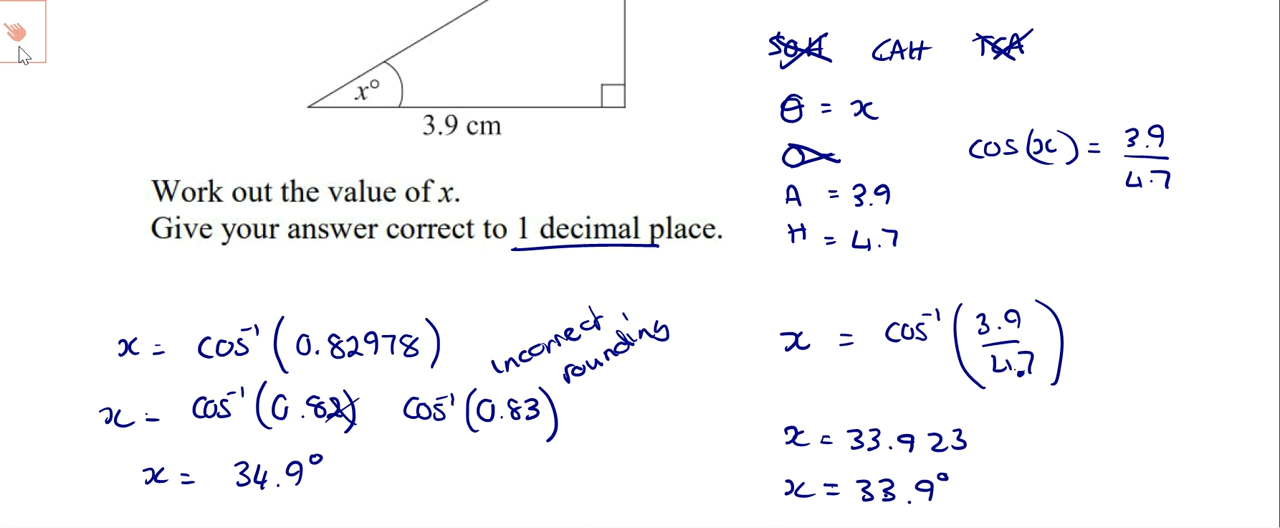 x°
3.9 cm
Work out the value of x.
Give your answer correct to 1 decimal place.
SOH CAH TOA
θ = x
O
A = 3.9
H = 4.7
cos(x) = 3.9/4.7
x = cos⁻¹(0.82978)
incorrect rounding
x = cos⁻¹(0.82) cos⁻¹(0.83)
x = 34.9°
x = cos⁻¹(3.9/4.7)
x = 33.923
x = 33.9°